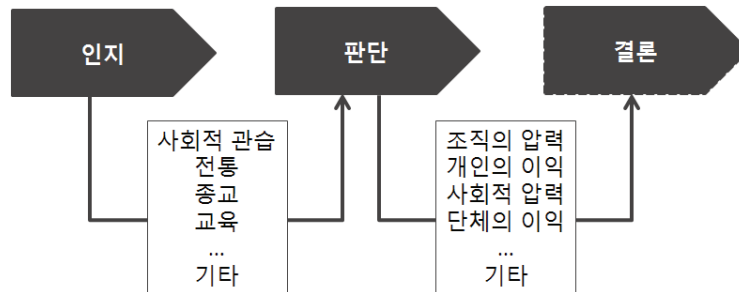 인지
판단
결론
사회적 관습
전통
종교
교육
...
기타
조직의 압력
개인의 이익
사회적 압력
단체의 이익
...
기타